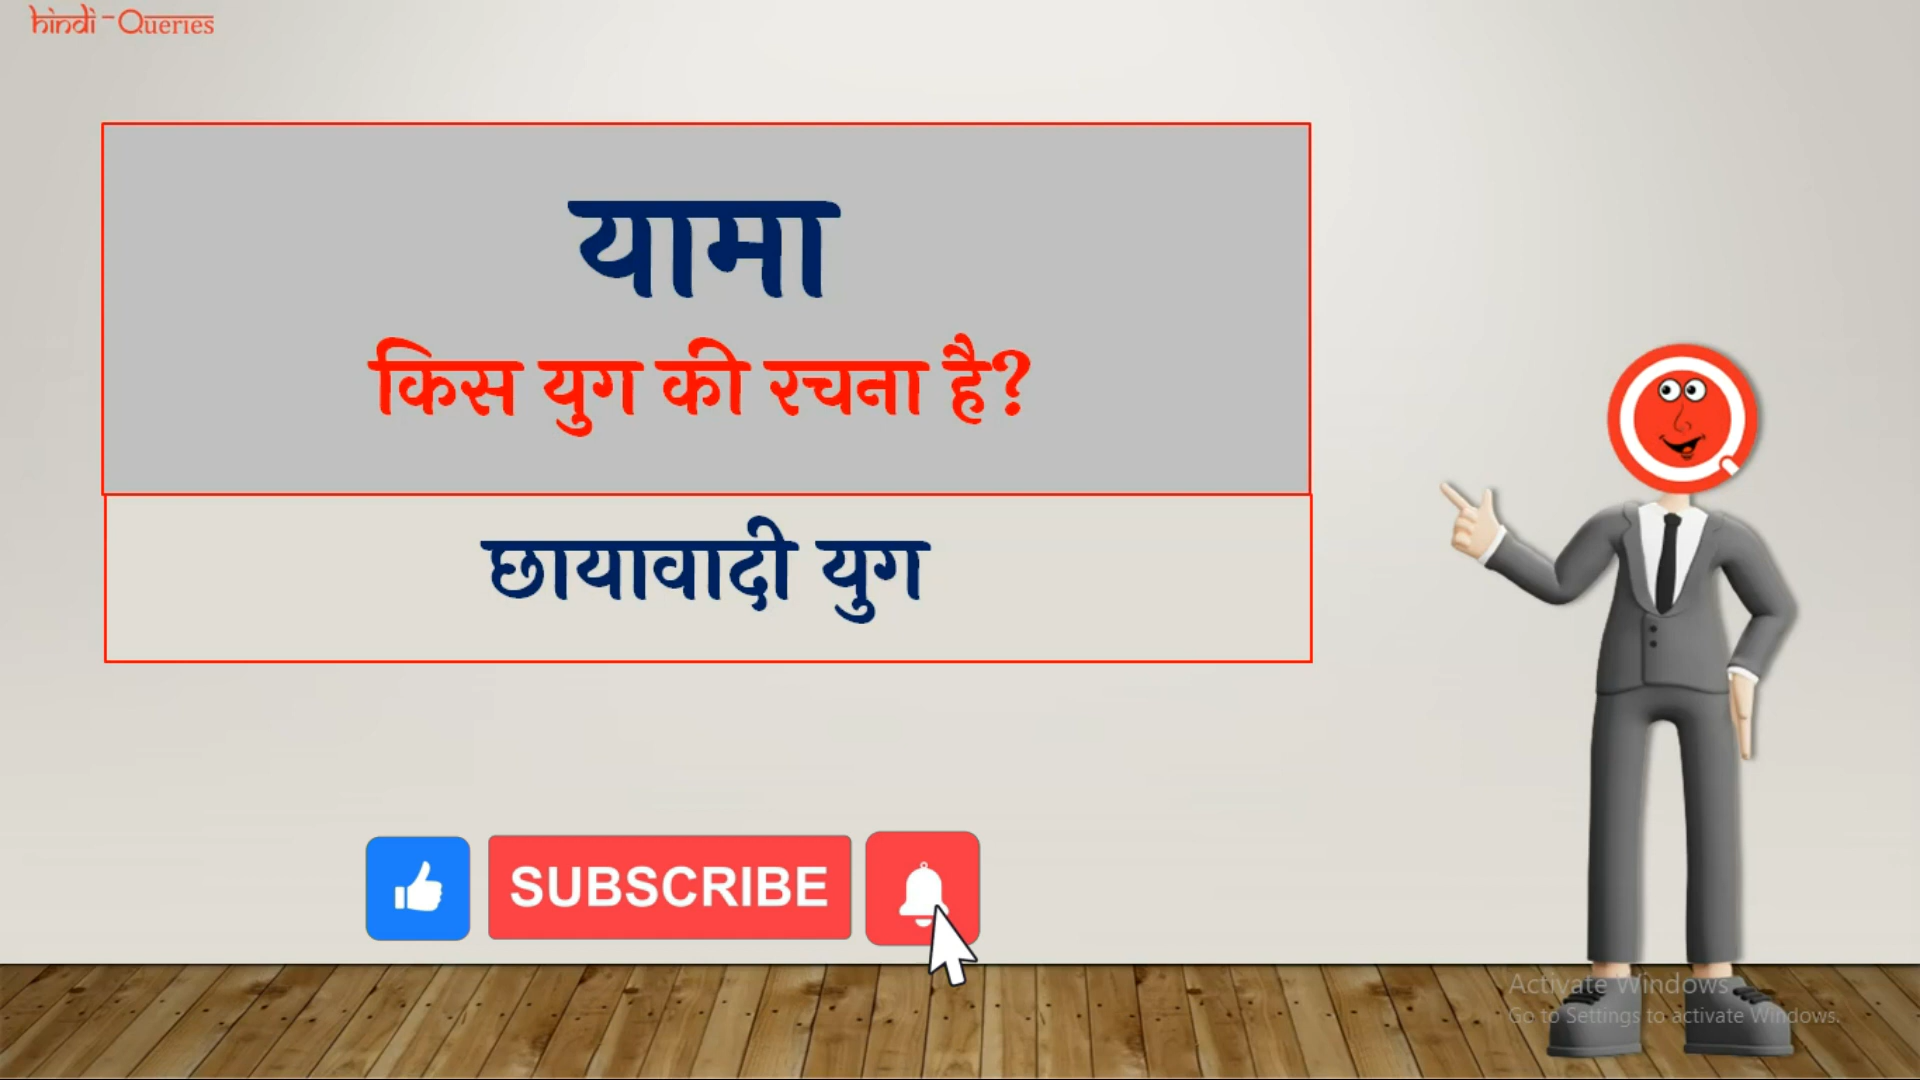 hindi-Queries
यामा
किस युग की रचना है?
छायावादी युग
SUBSCRIBE
Activate Windows
Go to Settings to activate Windows.